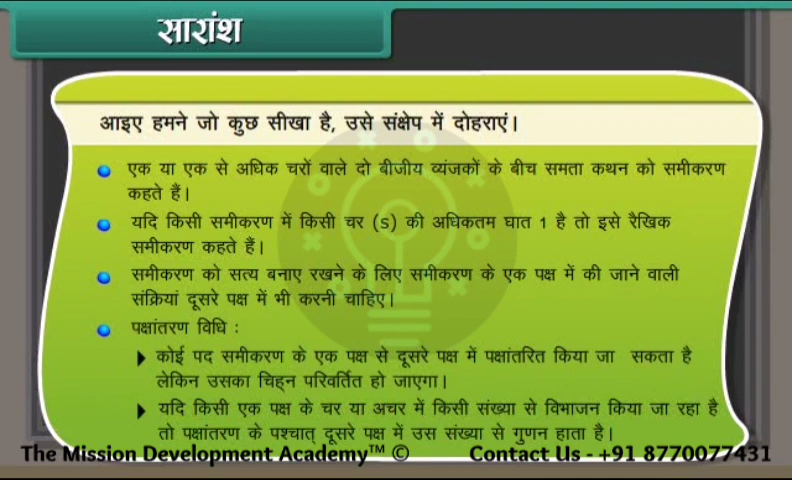 सारांश
आइए हमने जो कुछ सीखा है, उसे संक्षेप में दोहराएं।
एक या एक से अधिक चरों वाले दो बीजीय व्यंजकों के बीच समता कथन को समीकरण
कहते हैं।
यदि किसी समीकरण में किसी चर (s) की अधिकतम घात 1 है तो इसे रैखिक
समीकरण कहते हैं।
समीकरण को सत्य बनाए रखने के लिए समीकरण के एक पक्ष में की जाने वाली
संक्रियां दूसरे पक्ष में भी करनी चाहिए।
पक्षांतरण विधि :
कोई पद समीकरण के एक पक्ष से दूसरे पक्ष में पक्षांतरित किया जा सकता है
लेकिन उसका चिह्न परिवर्तित हो जाएगा।
यदि किसी एक पक्ष के चर या अचर में किसी संख्या से विभाजन किया जा रहा है
तो पक्षांतरण के पश्चात् दूसरे पक्ष में उस संख्या से गुणन होता है।
The Mission Development Academy™ © Contact Us - +91 8770077431